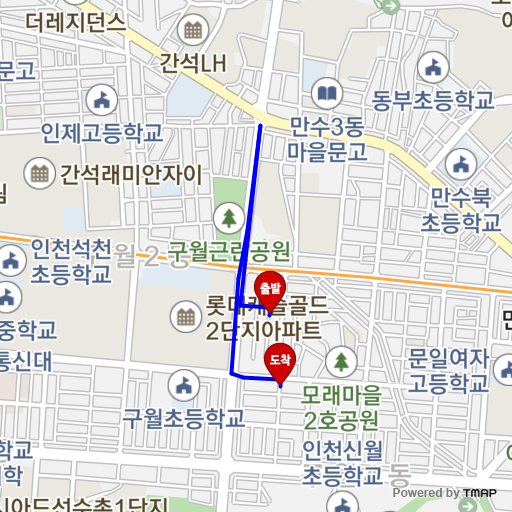 더레지던스
간석LH
문고
인제고등학교
동부초등학교
만수3동
마을문고
간석래미안자이
만수북
초등학교
구월근린공원
인천석천
초등학교
월2동
출발
롯데캐슬골드
2단지아파트
중학교
통신대
도착
문일여자
고등학교
모래마을
2호공원
구월초등학교
인천신월
초등학교
동
초등학교
시아드선수촌1단지
Powered by TMAP